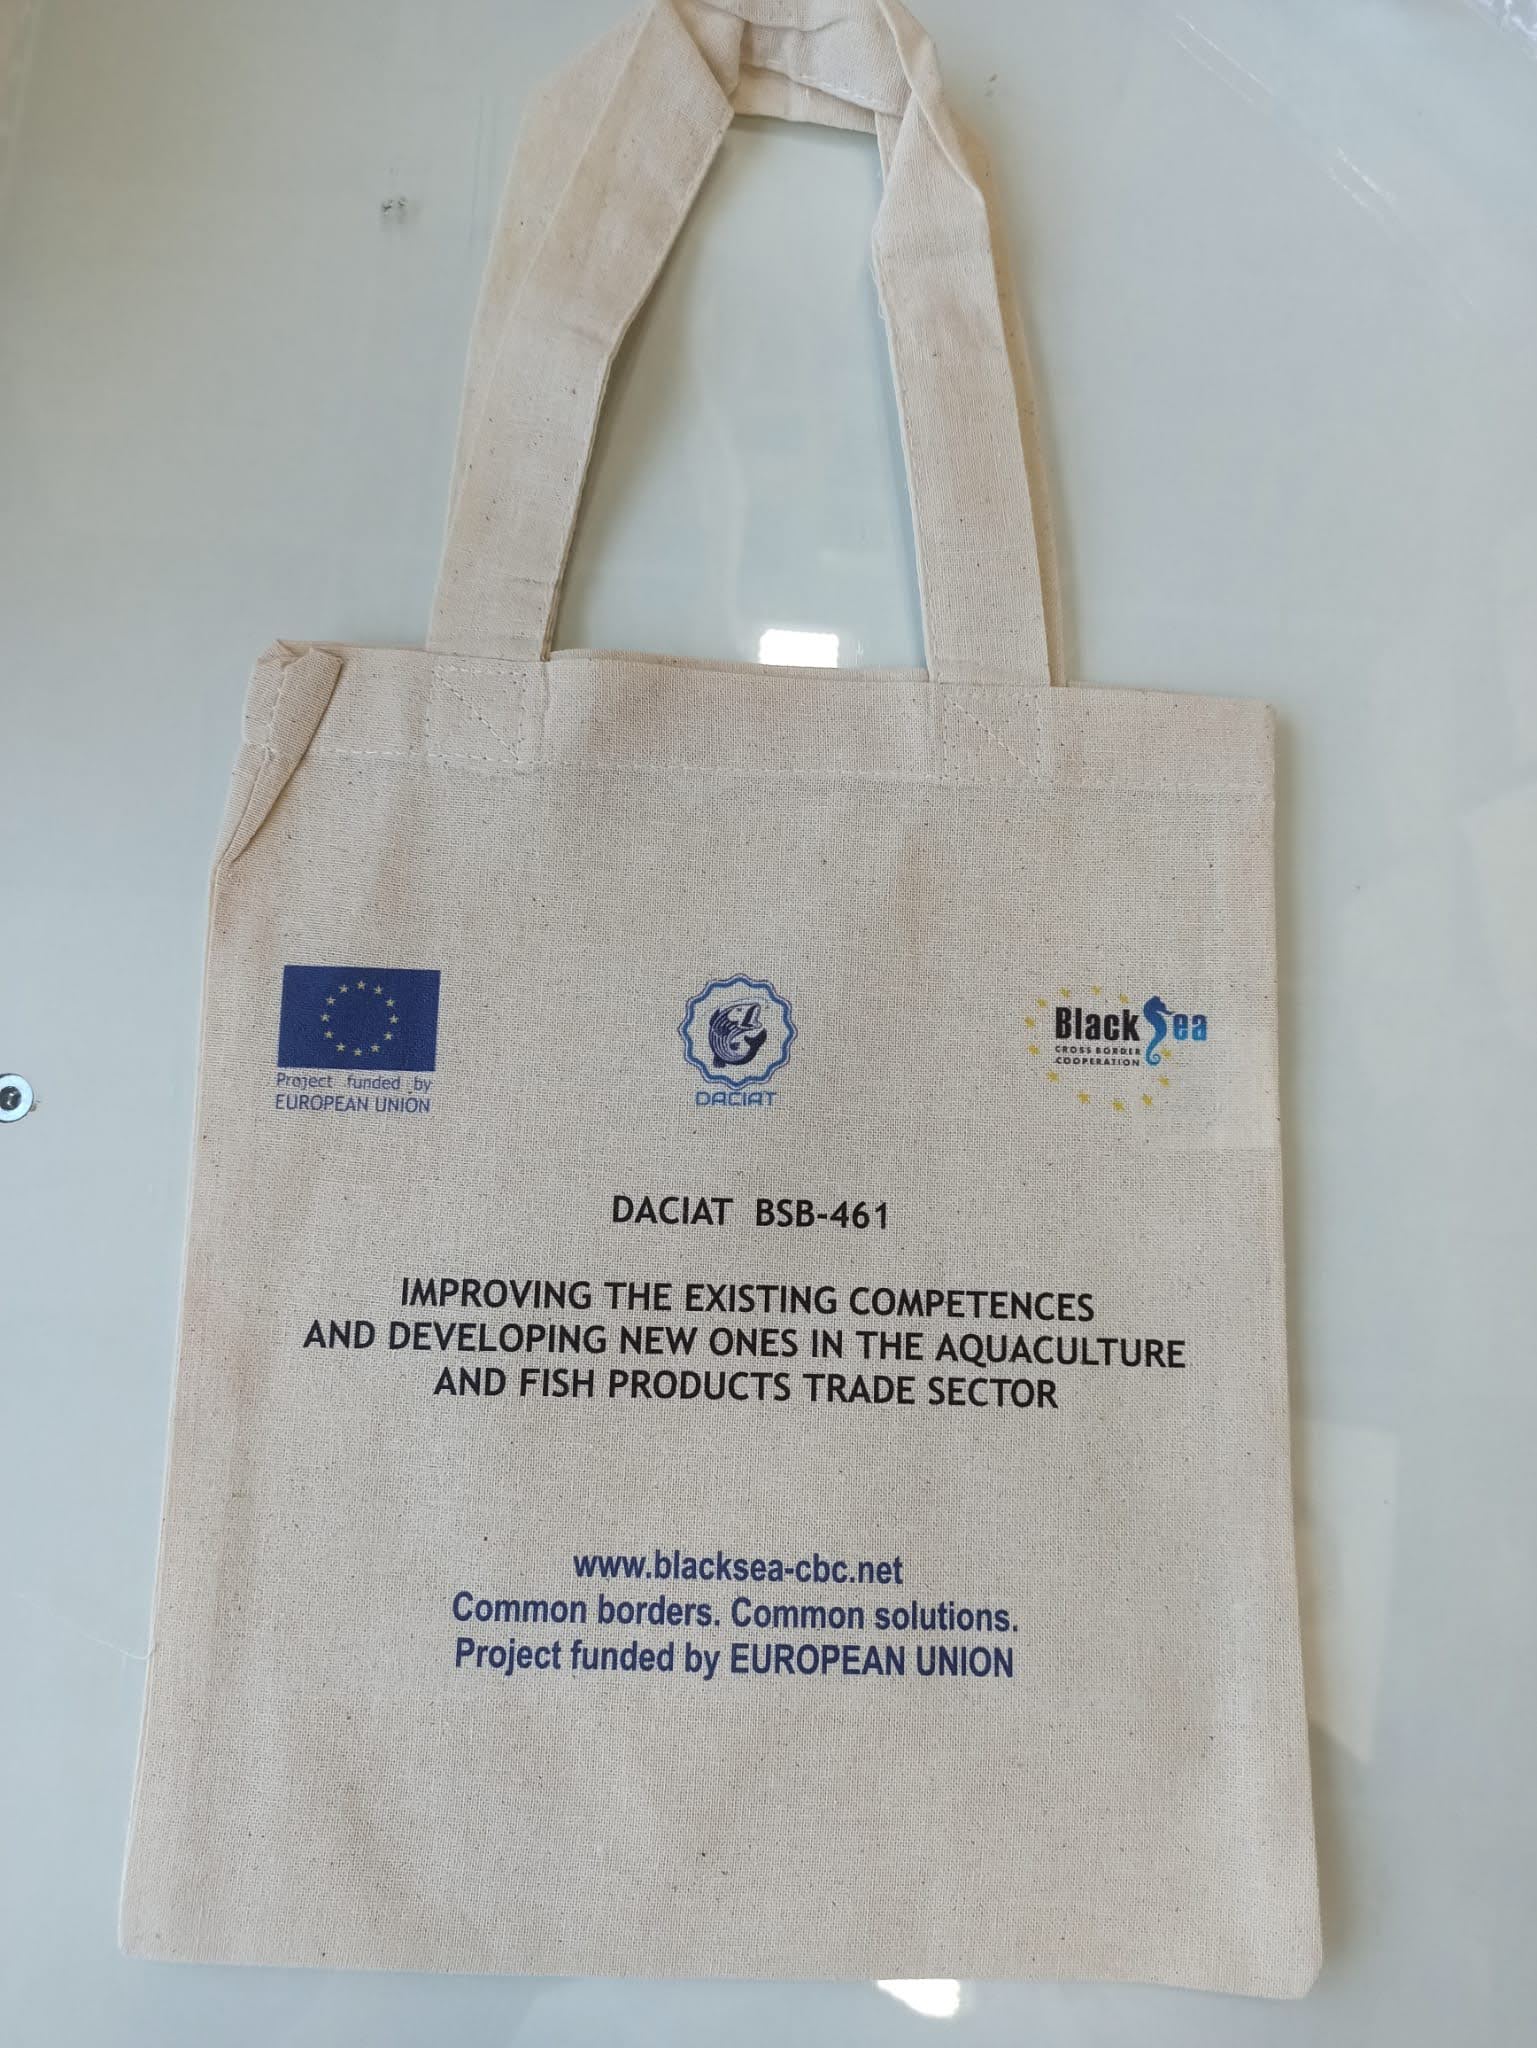 Project funded by
EUROPEAN UNION
DACIAT
Black Sea
CROSS BORDER
COOPERATION
DACIAT BSB-461
IMPROVING THE EXISTING COMPETENCES
AND DEVELOPING NEW ONES IN THE AQUACULTURE
AND FISH PRODUCTS TRADE SECTOR
www.blacksea-cbc.net
Common borders. Common solutions.
Project funded by EUROPEAN UNION